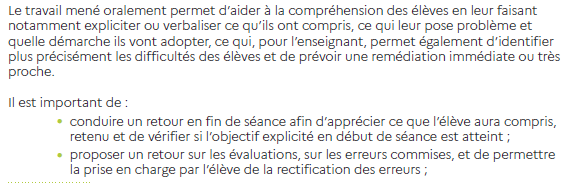 Le travail mené oralement permet d'aider à la compréhension des élèves en leur faisant
notamment expliciter ou verbaliser ce qu'ils ont compris, ce qui leur pose problème et
quelle démarche ils vont adopter, ce qui, pour l'enseignant, permet également d'identifier
plus précisément les difficultés des élèves et de prévoir une remédiation immédiate ou très
proche.
Il est important de :
• conduire un retour en fin de séance afin d'apprécier ce que l'élève aura compris,
retenu et de vérifier si l'objectif explicité en début de séance est atteint ;
• proposer un retour sur les évaluations, sur les erreurs commises, et de permettre
la prise en charge par l'élève de la rectification des erreurs ;